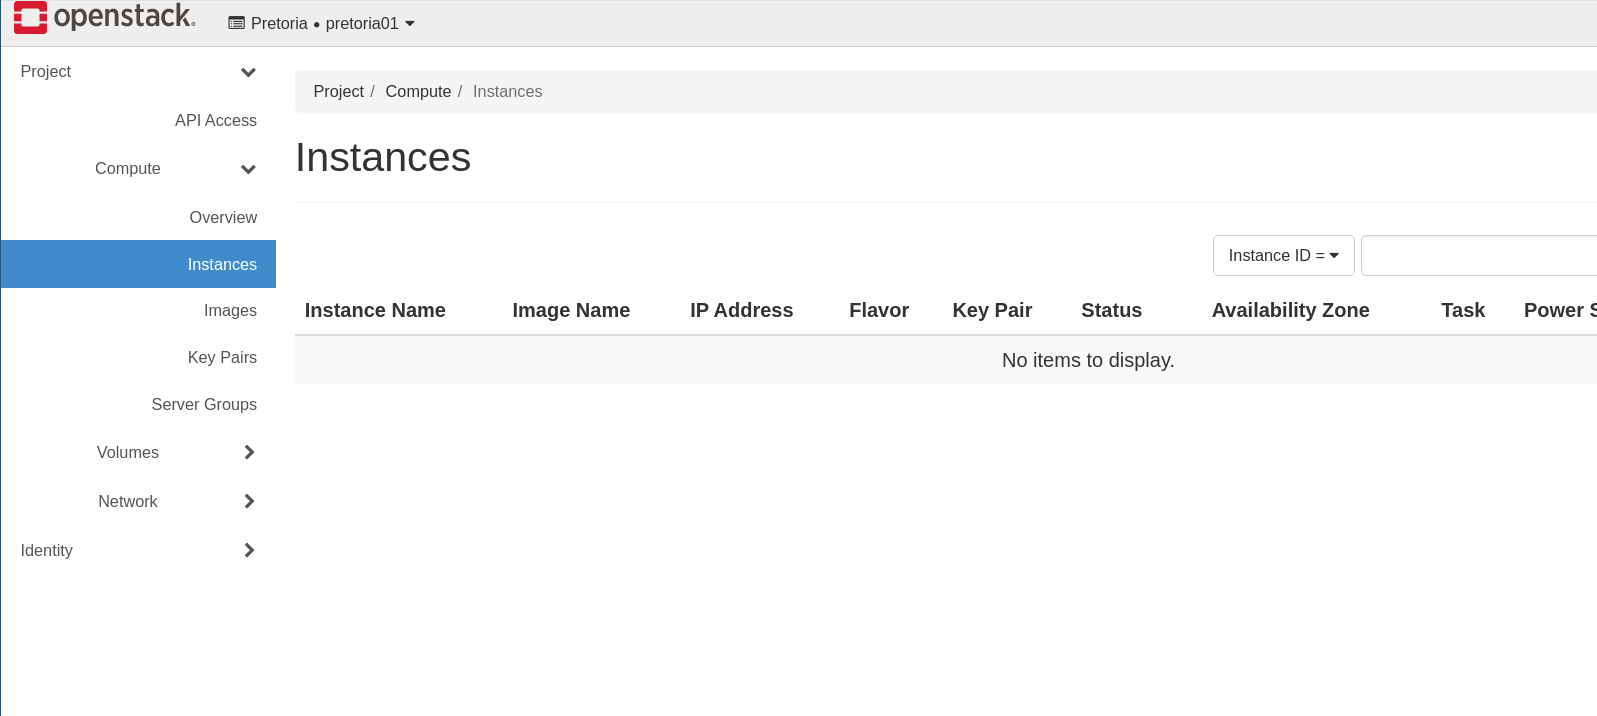 openstack.
Pretoria • pretoria01
Project
API Access
Compute
Overview
Instances
Images
Key Pairs
Server Groups
Volumes
Network
Identity
Project / Compute / Instances
Instances
Instance ID =
Instance Name Image Name IP Address Flavor Key Pair Status Availability Zone Task Power S
No items to display.